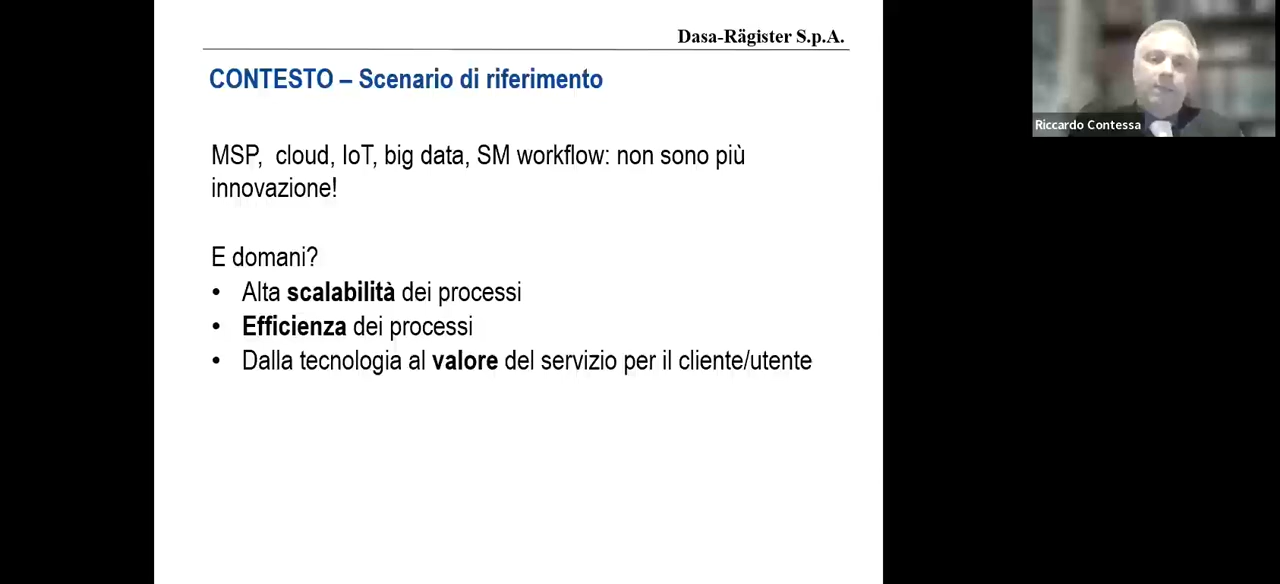 Dasa-Rägister S.p.A.
CONTESTO – Scenario di riferimento
Riccardo Contessa
MSP,  cloud, IoT, big data, SM workflow: non sono più
innovazione!
E domani?
• Alta scalabilità dei processi
• Efficienza dei processi
• Dalla tecnologia al valore del servizio per il cliente/utente